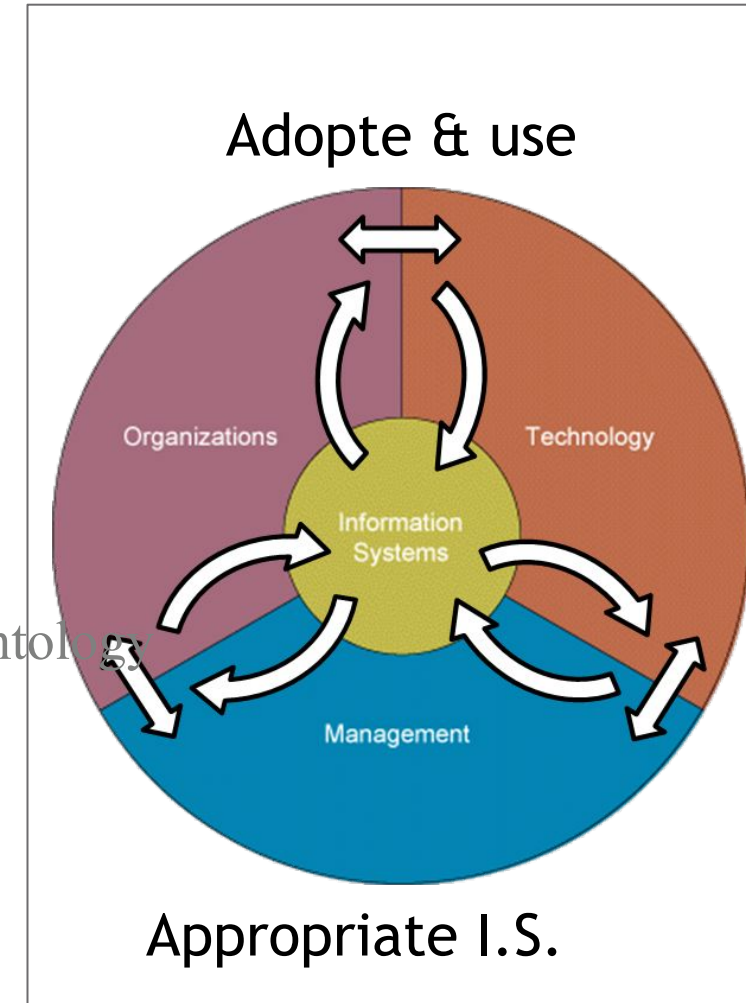 Adopte & use
Organizations
Technology
Information
Systems
Management
Appropriate I.S.